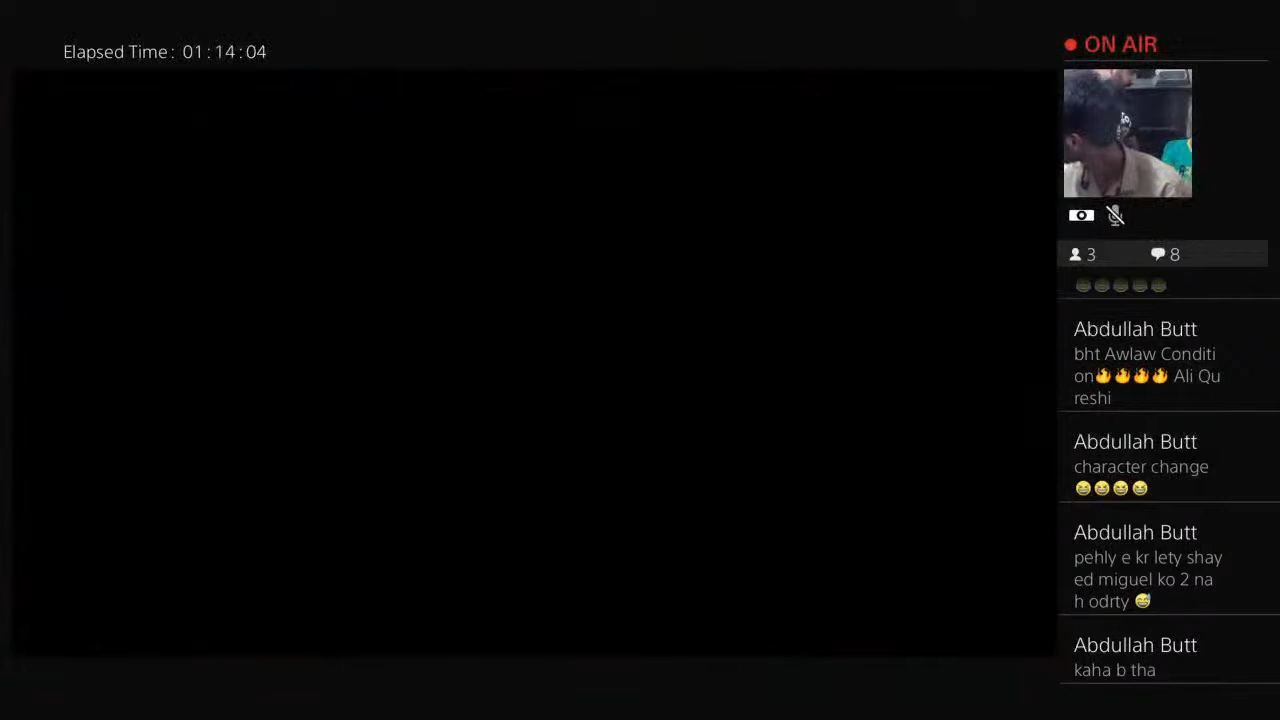 Elapsed Time: 01:14:04
ON AIR
3 8
😆😆😆😆😆
Abdullah Butt
bht Awlaw Conditi
on🔥🔥🔥🔥 Ali Qu
reshi
Abdullah Butt
character change
😆😆😆😆
Abdullah Butt
pehly e kr lety shay
ed miguel ko 2 na
h odrty 😅
Abdullah Butt
kaha b tha